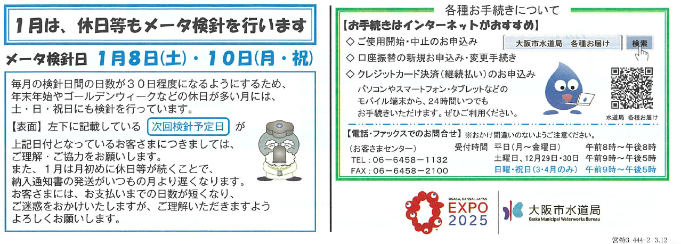 1月は、休日等もメータ検針を行います
メータ検針日 1月8日(土)・10日(月・祝)
毎月の検針日間の日数が30日程度になるようにするため、
年末年始やゴールデンウィークなどの休日が多い月には、
土・日・祝日にも検針を行っています。
【表面】左下に記載している 次回検針予定日 が
上記日付となっているお客さまにつきましては、
ご理解・ご協力をお願いします。
また、1月は月初めに休日等が続くことで、
納入通知書の発送がいつもの月より遅くなります。
お客さまには、お支払いまでの日数が短くなり、
ご迷惑をおかけいたしますが、ご理解いただきますよう
よろしくお願いします。
各種お手続きについて
【お手続きはインターネットがおすすめ】
◇ご使用開始・中止のお申込み
大阪市水道局 各種お届け 検索
◇口座振替の新規お申込み・変更手続き
◇クレジットカード決済(継続払い)のお申込み
パソコンやスマートフォン・タブレットなどの
モバイル端末から、24時間いつでも
お手続きいただけます。ぜひご利用ください。
水道局 各種お届け
【電話・ファックスでのお問合せ】※おかけ間違いのないようご注意ください。
(お客さまセンター) 受付時間 平日(月~金曜日) 午前8時~午後8時
TEL:06-6458-1132 土曜日、12月29日・30日 午前9時~午後5時
FAX:06-6458-2100 日曜・祝日(3・4月のみ) 午前9時~午後5時
OSAKA, KANSAI, JAPAN
EXPO
2025
大阪市水道局
Osaka Municipal Waterworks Bureau
営特3 444-2 3.12